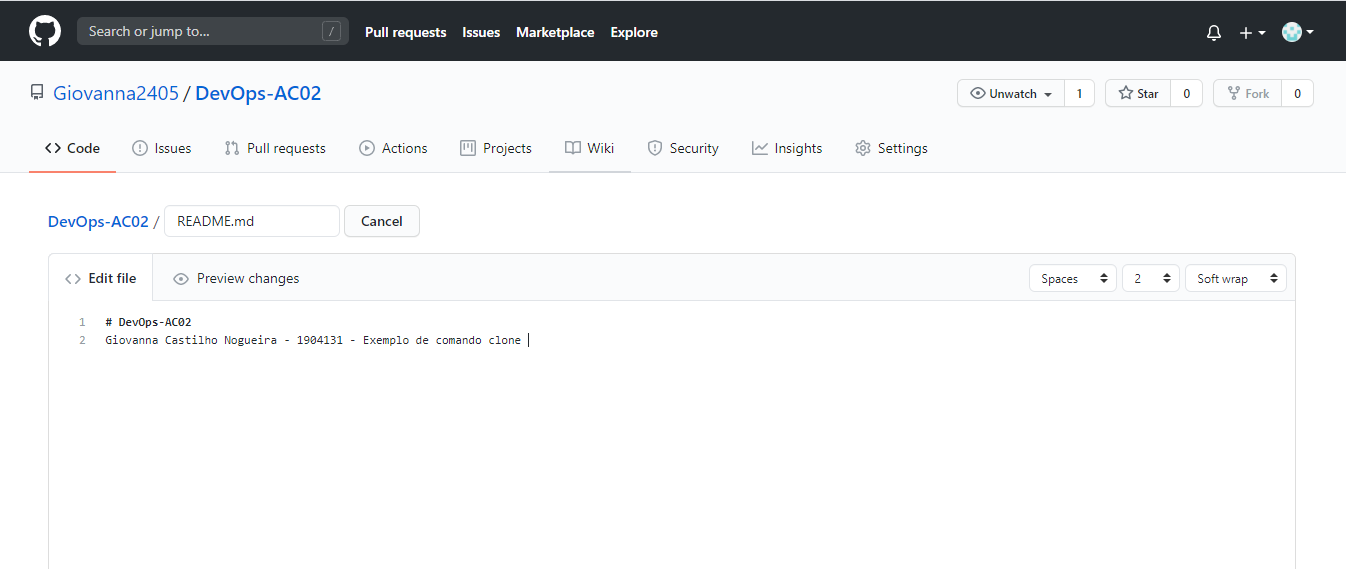 Search or jump to... /
Pull requests Issues Marketplace Explore
Giovanna2405 / DevOps-AC02
Unwatch 1 Star 0 Fork 0
Code Issues Pull requests Actions Projects Wiki Security Insights Settings
DevOps-AC02 / README.md Cancel
Edit file Preview changes Spaces 2 Soft wrap
1 # DevOps-AC02
2 Giovanna Castilho Nogueira - 1904131 - Exemplo de comando clone